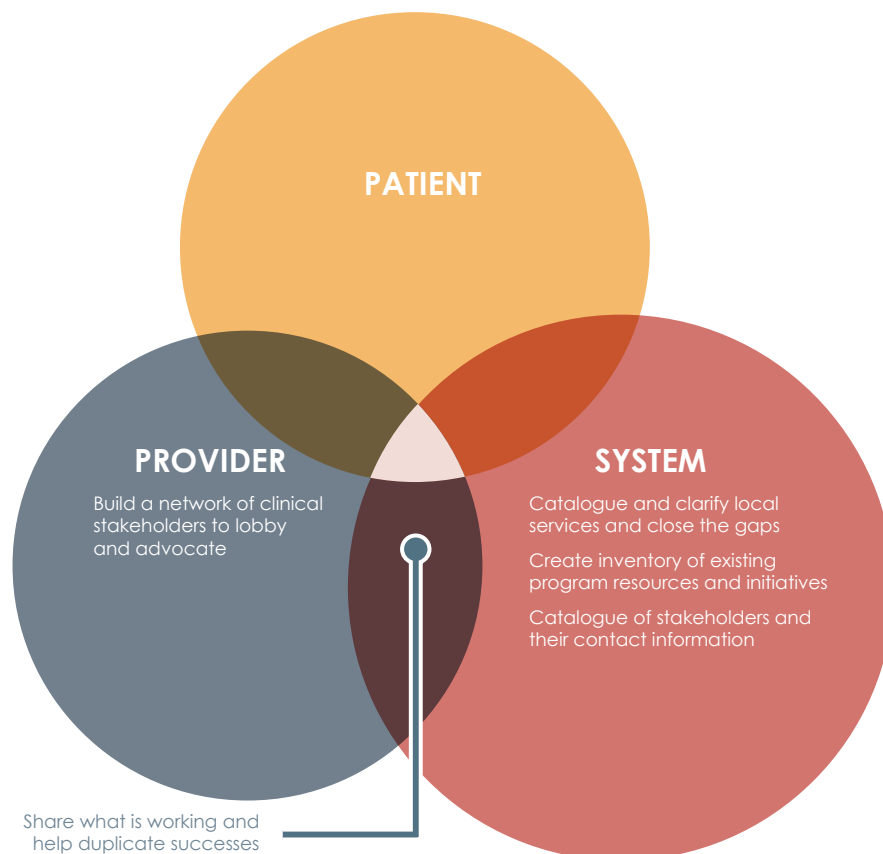 PATIENT
PROVIDER
Build a network of clinical
stakeholders to lobby
and advocate
SYSTEM
Catalogue and clarify local
services and close the gaps
Create inventory of existing
program resources and initiatives
Catalogue of stakeholders and
their contact information
Share what is working and
help duplicate successes